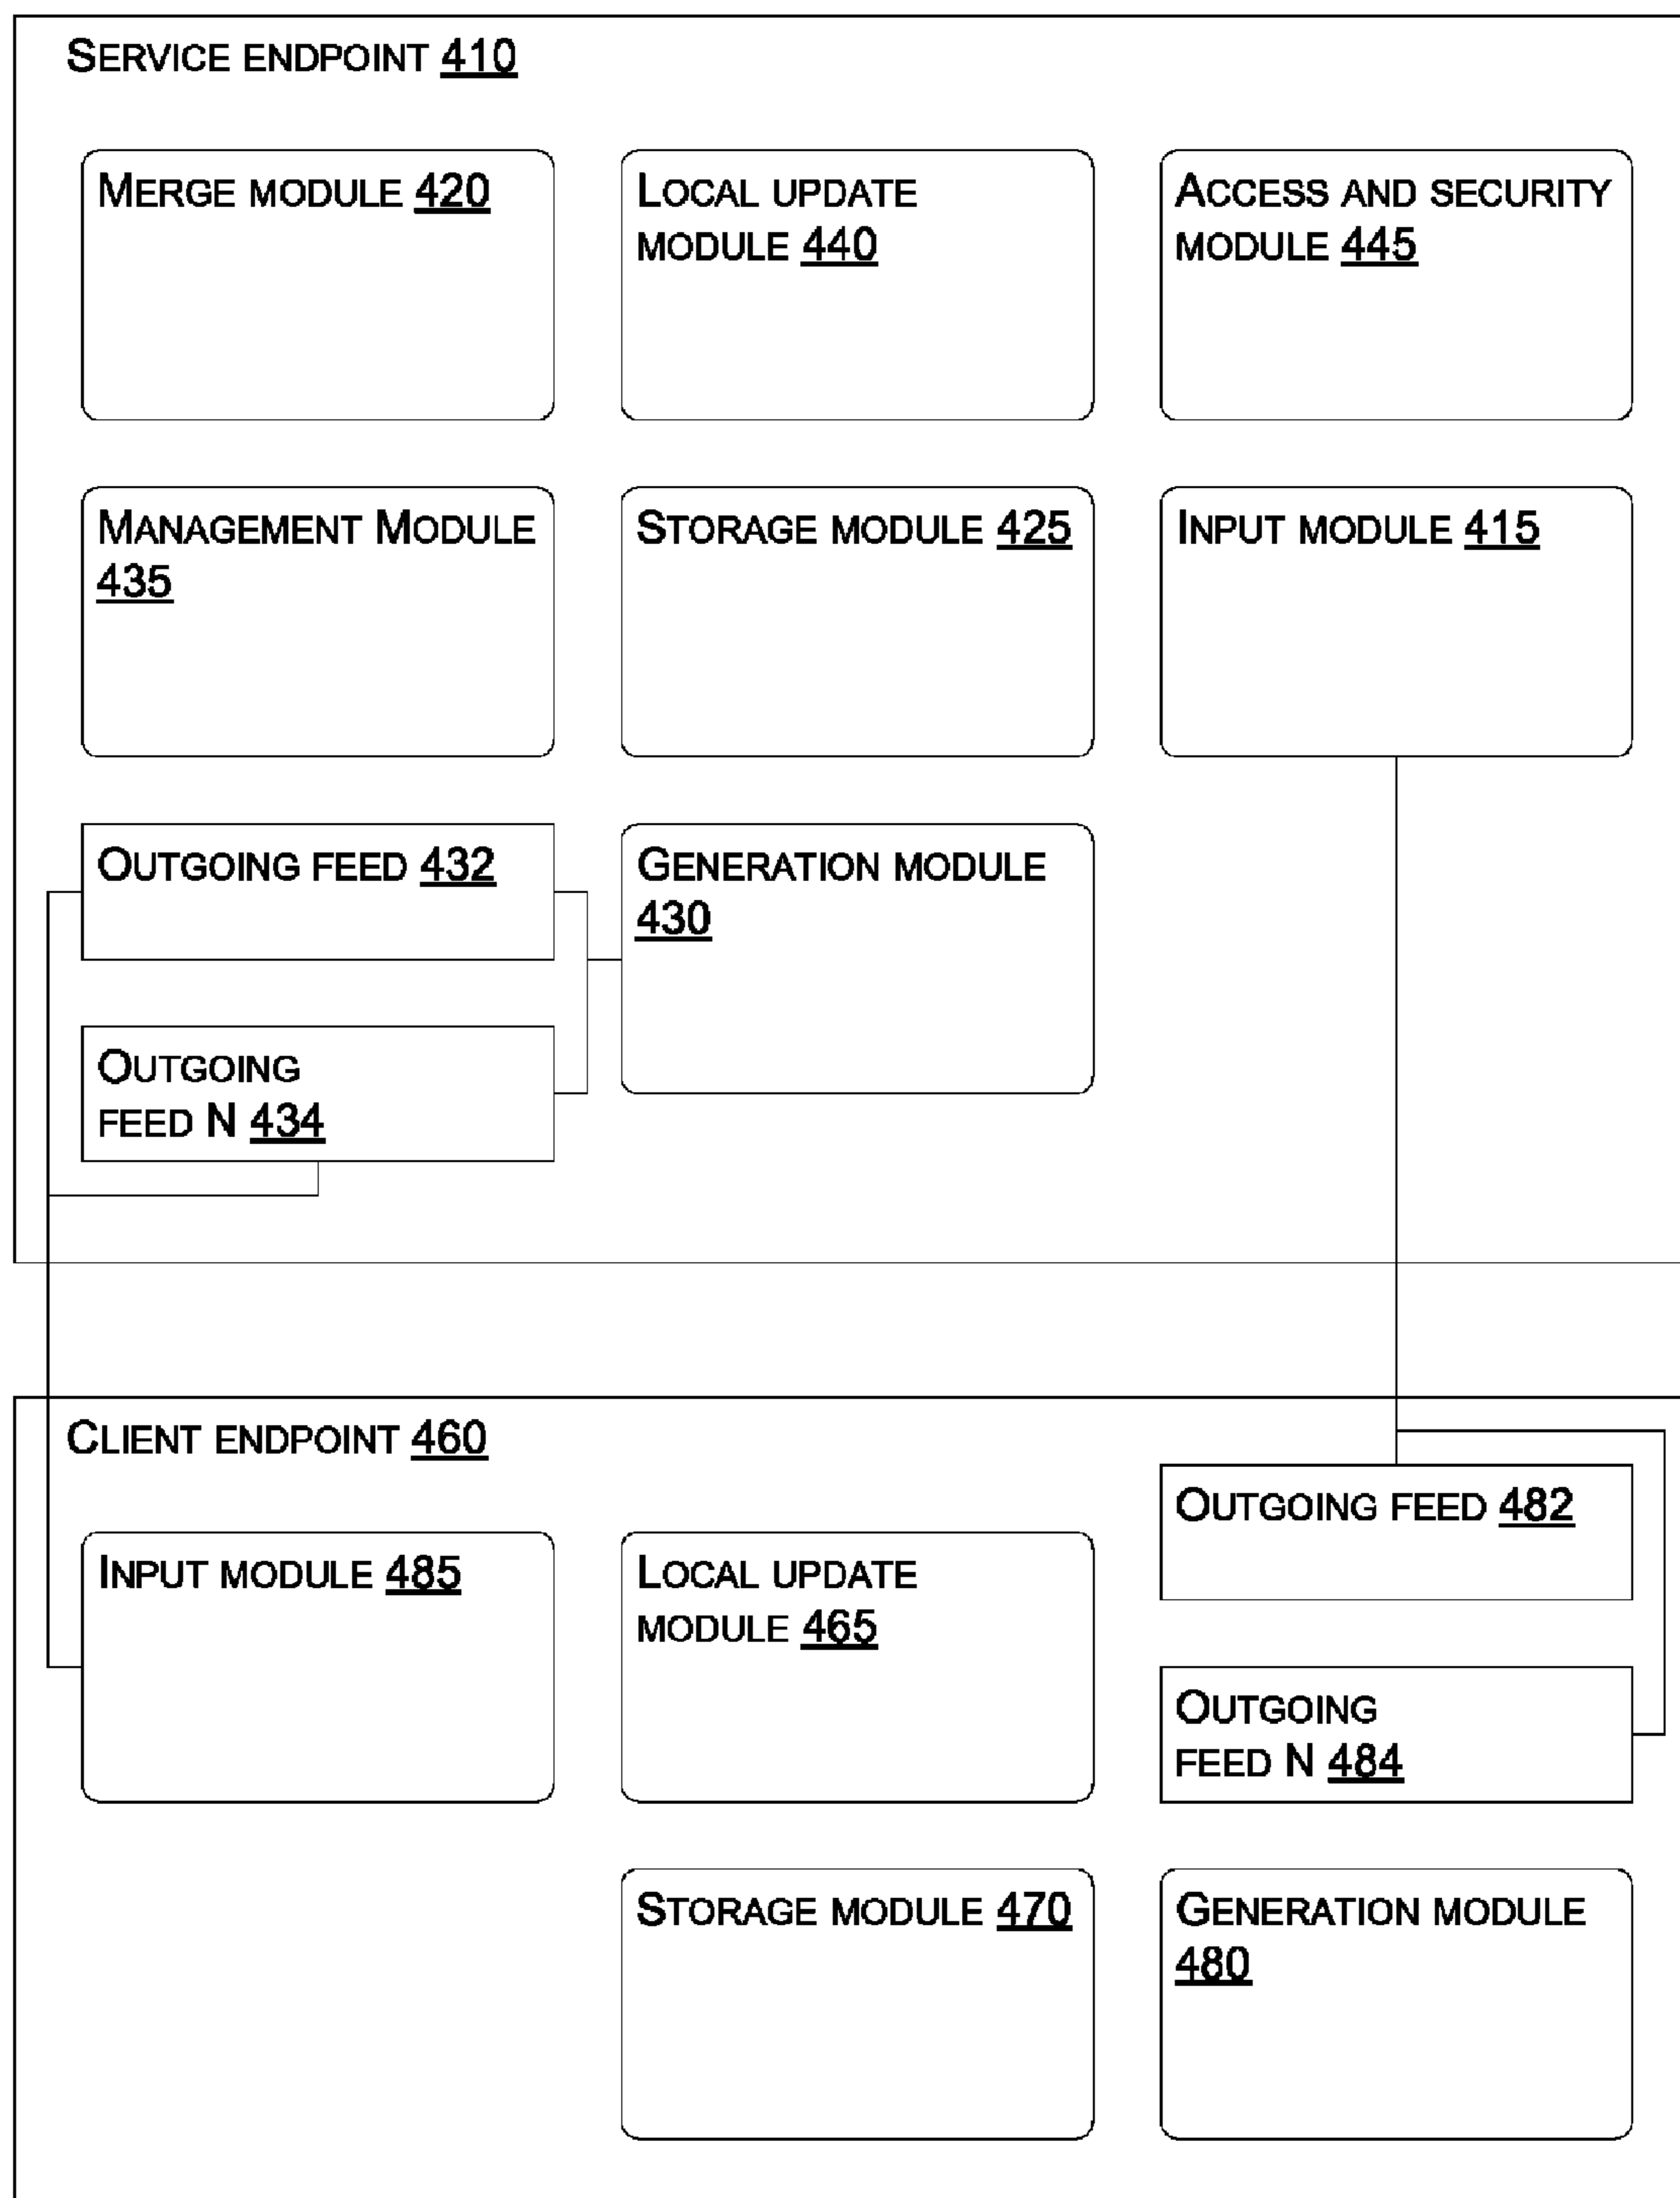 SERVICE ENDPOINT 410
MERGE MODULE 420
LOCAL UPDATE
MODULE 440
ACCESS AND SECURITY
MODULE 445
MANAGEMENT MODULE
435
STORAGE MODULE 425
INPUT MODULE 415
OUTGOING FEED 432
GENERATION MODULE
430
OUTGOING
FEED N 434
CLIENT ENDPOINT 460
OUTGOING FEED 482
INPUT MODULE 485
LOCAL UPDATE
MODULE 465
OUTGOING
FEED N 484
STORAGE MODULE 470
GENERATION MODULE
480